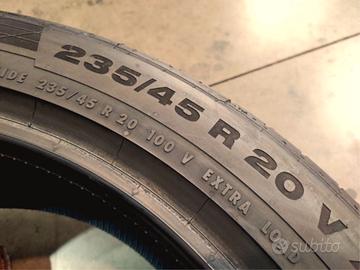 235/45 R 20 V
IDE 235/45 R 20 100 V EXTRA LOAD
subito